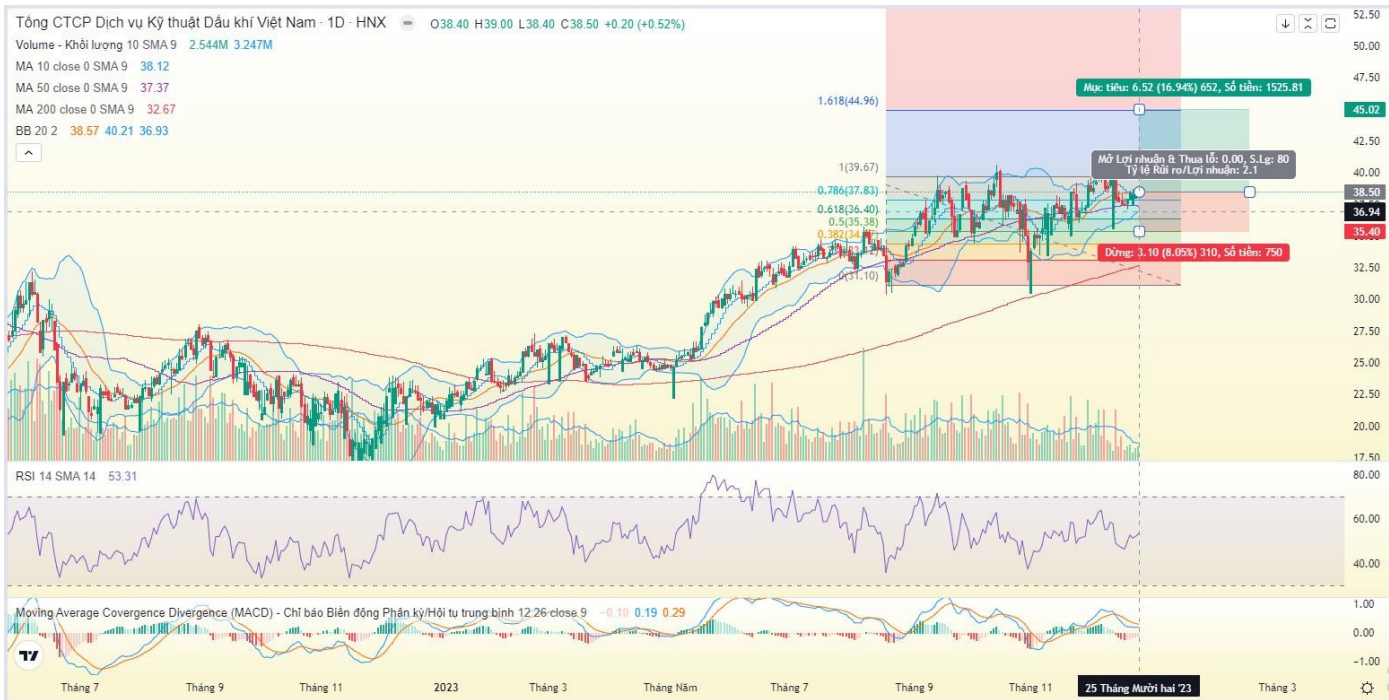 Tổng CTCP Dịch vụ Kỹ thuật Dầu khí Việt Nam · 1D · HNX O38.40 H39.00 L38.40 C38.50 +0.20 (+0.52%)
Volume - Khối lượng 10 SMA 9 2.544M 3.247M
MA 10 close 0 SMA 9 38.12
MA 50 close 0 SMA 9 37.37
MA 200 close 0 SMA 9 32.67
BB 20 2 38.57 40.21 36.93
Mục tiêu: 6.52 (16.94%) 652, Số tiền: 1525.81
1.618(44.96)
Mở Lợi nhuận & Thua lỗ: 0.00, S.Lg: 80
Tỷ lệ Rủi ro/Lợi nhuận: 2.1
1(39.67)
0.786(37.83)
0.618(36.40)
0.5(35.38)
0.382(34.
0(31.10)
Dừng: 3.10 (8.05%) 310, Số tiền: 750
52.50
50.00
47.50
45.02
42.50
40.00
38.50
36.94
35.40
32.50
30.00
27.50
25.00
22.50
20.00
17.50
RSI 14 SMA 14 53.31
80.00
60.00
40.00
Moving Average Covergence Divergence (MACD) - Chỉ báo Biến động Phân kỳ/Hội tụ trung bình 12 26 close 9 −0.10 0.19 0.29
1.00
0.00
−1.00
Tháng 7 Tháng 9 Tháng 11 2023 Tháng 3 Tháng Năm Tháng 7 Tháng 9 Tháng 11 25 Tháng Mười hai '23 Tháng 3